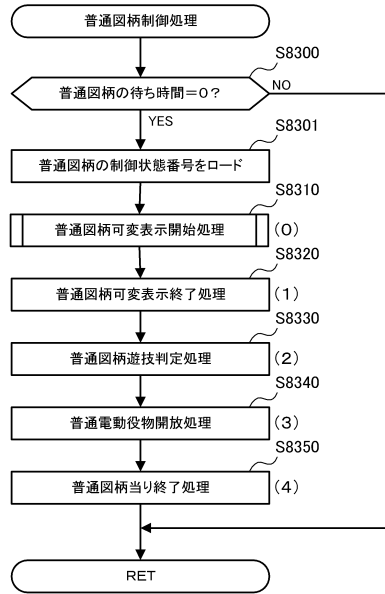 普通図柄制御処理
S8300
普通図柄の待ち時間=0?
NO
YES
S8301
普通図柄の制御状態番号をロード
S8310
普通図柄可変表示開始処理
(0)
S8320
普通図柄可変表示終了処理
(1)
S8330
普通図柄遊技判定処理
(2)
S8340
普通電動役物開放処理
(3)
S8350
普通図柄当り終了処理
(4)
RET